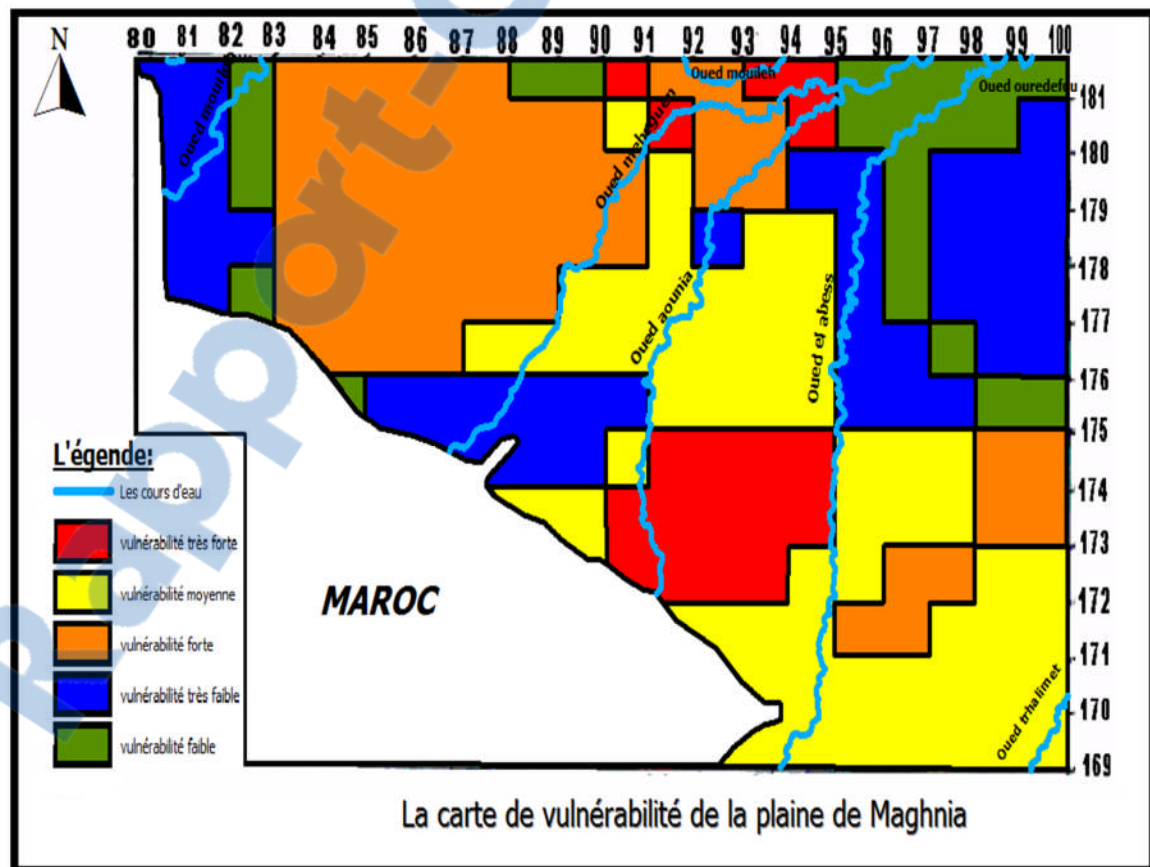 N
80 81 82 83 84 85 86 87 88 89 90 91 92 93 94 95 96 97 98 99 100
Oued mouileh
Oued ouredefou
181
Oued mouileh
Oued mehaguen
180
179
178
Oued aounia
Oued el abess
177
176
175
L'égende:
Les cours d'eau
174
vulnérabilité très forte
173
vulnérabilité moyenne
MAROC
172
vulnérabilité forte
171
Oued trhalimet
vulnérabilité très faible
170
vulnérabilité faible
169
La carte de vulnérabilité de la plaine de Maghnia